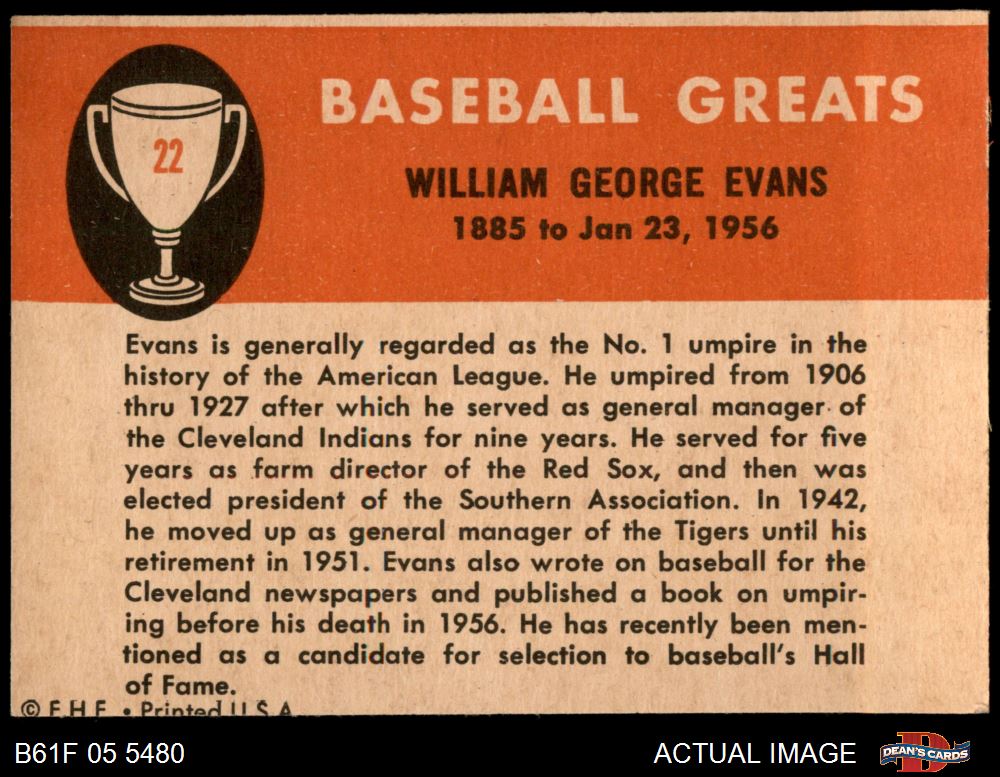 22
BASEBALL GREATS
WILLIAM GEORGE EVANS
1885 to Jan 23, 1956
Evans is generally regarded as the No. 1 umpire in the
history of the American League. He umpired from 1906
thru 1927 after which he served as general manager of
the Cleveland Indians for nine years. He served for five
years as farm director of the Red Sox, and then was
elected president of the Southern Association. In 1942,
he moved up as general manager of the Tigers until his
retirement in 1951. Evans also wrote on baseball for the
Cleveland newspapers and published a book on umpir-
ing before his death in 1956. He has recently been men-
tioned as a candidate for selection to baseball's Hall
of Fame.
© F.H.F. • Printed U.S.A.
B61F 05 5480
ACTUAL IMAGE
D
DEAN'S CARDS